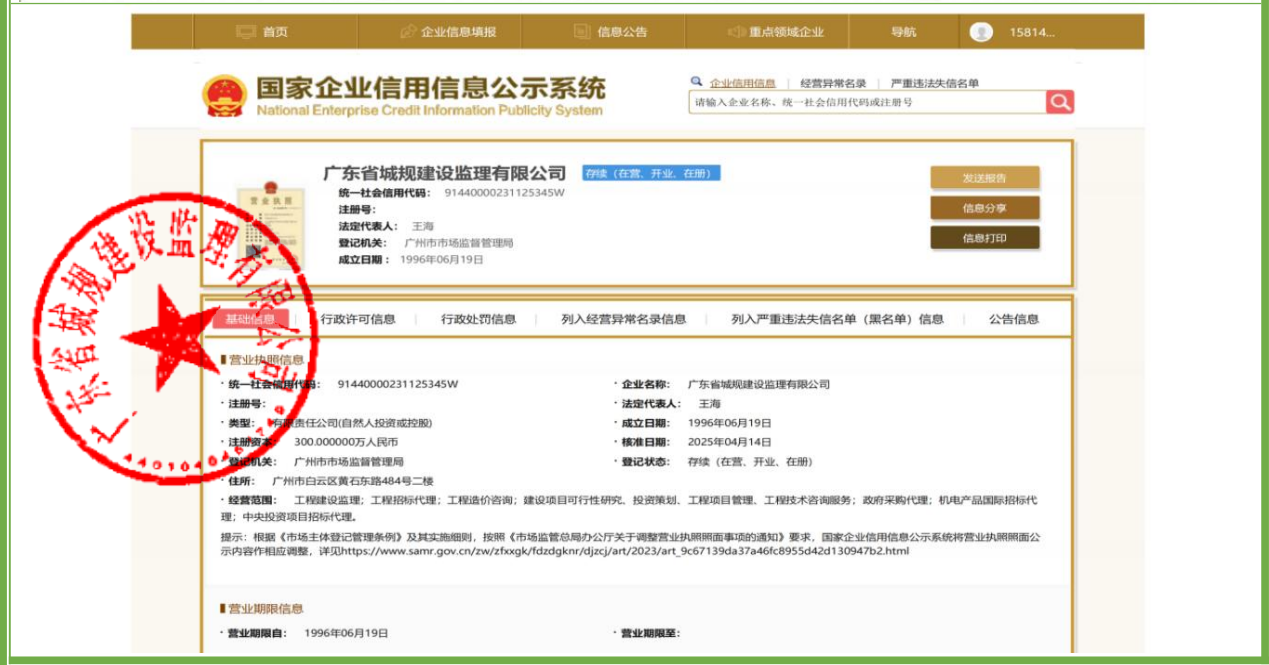 首页 企业信息填报 信息公告 重点领域企业 导航 15814...
国家企业信用信息公示系统
National Enterprise Credit Information Publicity System
企业信用信息 | 经营异常名录 | 严重违法失信名单
请输入企业名称、统一社会信用代码或注册号
广东省城规建设监理有限公司 存续（在营、开业、在册）
统一社会信用代码： 91440000231125345W
注册号：
法定代表人： 王海
登记机关： 广州市市场监督管理局
成立日期： 1996年06月19日
发送报告
信息分享
信息打印
营业执照
广东省城规建设监理有限公司
基础信息 | 行政许可信息 | 行政处罚信息 | 列入经营异常名录信息 | 列入严重违法失信名单（黑名单）信息 | 公告信息
营业执照信息
· 统一社会信用代码： 91440000231125345W · 企业名称： 广东省城规建设监理有限公司
· 注册号： · 法定代表人： 王海
· 类型： 有限责任公司(自然人投资或控股) · 成立日期： 1996年06月19日
· 注册资本： 300.000000万人民币 · 核准日期： 2025年04月14日
· 登记机关： 广州市市场监督管理局 · 登记状态： 存续（在营、开业、在册）
· 住所： 广州市白云区黄石东路484号二楼
· 经营范围： 工程建设监理；工程招标代理；工程造价咨询；建设项目可行性研究、投资策划、工程项目管理、工程技术咨询服务；政府采购代理；机电产品国际招标代
理；中央投资项目招标代理。
提示：根据《市场主体登记管理条例》及其实施细则，按照《市场监管总局办公厅关于调整营业执照照面事项的通知》要求，国家企业信用信息公示系统将营业执照照面公
示内容作相应调整，详见https://www.samr.gov.cn/zw/zfxxgk/fdzdgknr/djzcj/art/2023/art_9c67139da37a46fc8955d42d130947b2.html
营业期限信息
· 营业期限自： 1996年06月19日 · 营业期限至：